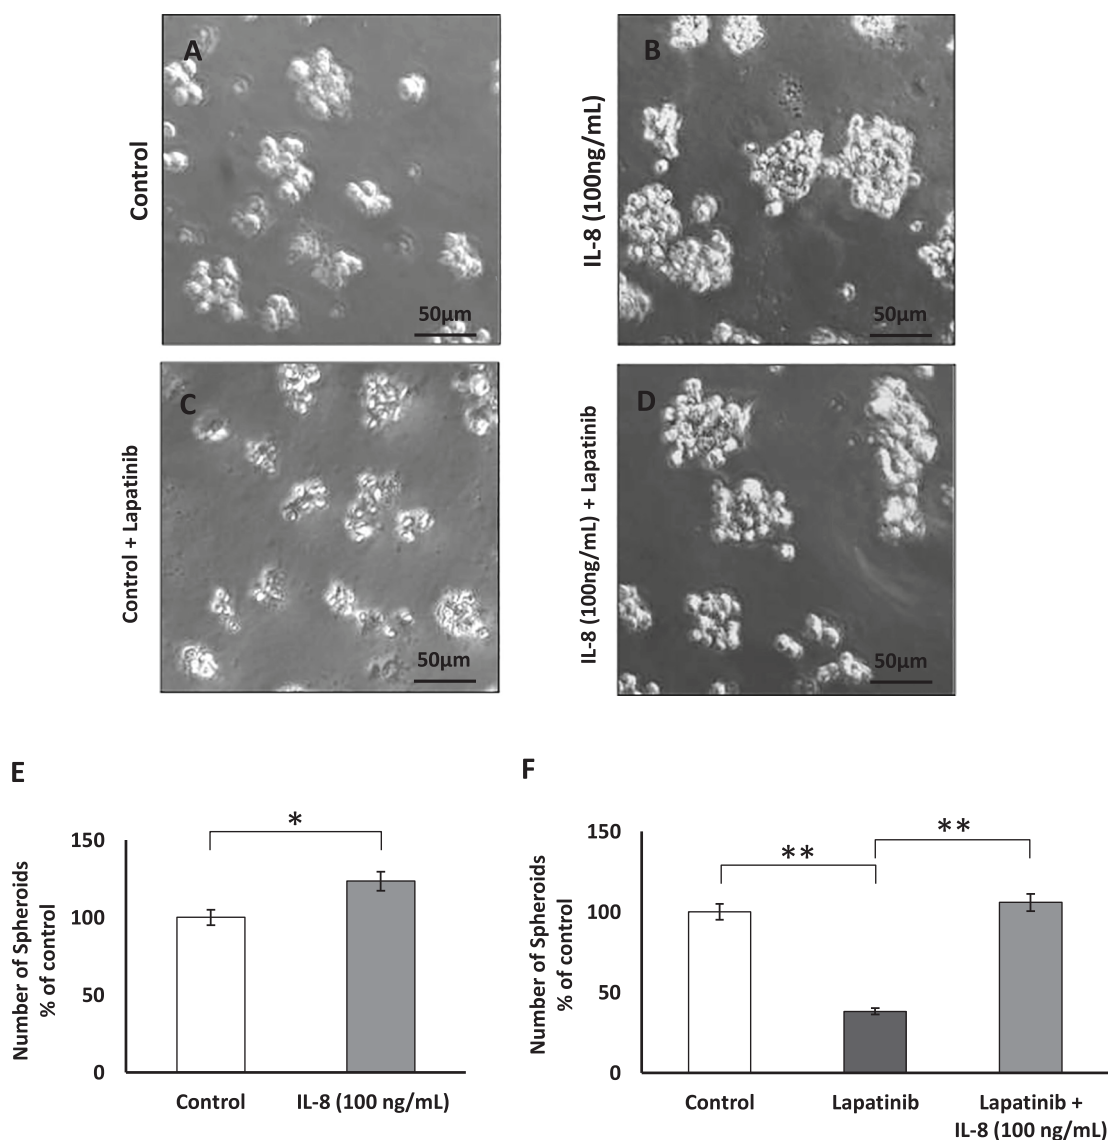 A
Control
50μm
B
IL-8 (100ng/mL)
50μm
C
Control + Lapatinib
50μm
D
IL-8 (100ng/mL) + Lapatinib
50μm
E
Number of Spheroids
% of control
150
100
50
0
*
Control
IL-8 (100 ng/mL)
F
Number of Spheroids
% of control
150
100
50
0
**
**
Control
Lapatinib
Lapatinib +
IL-8 (100 ng/mL)